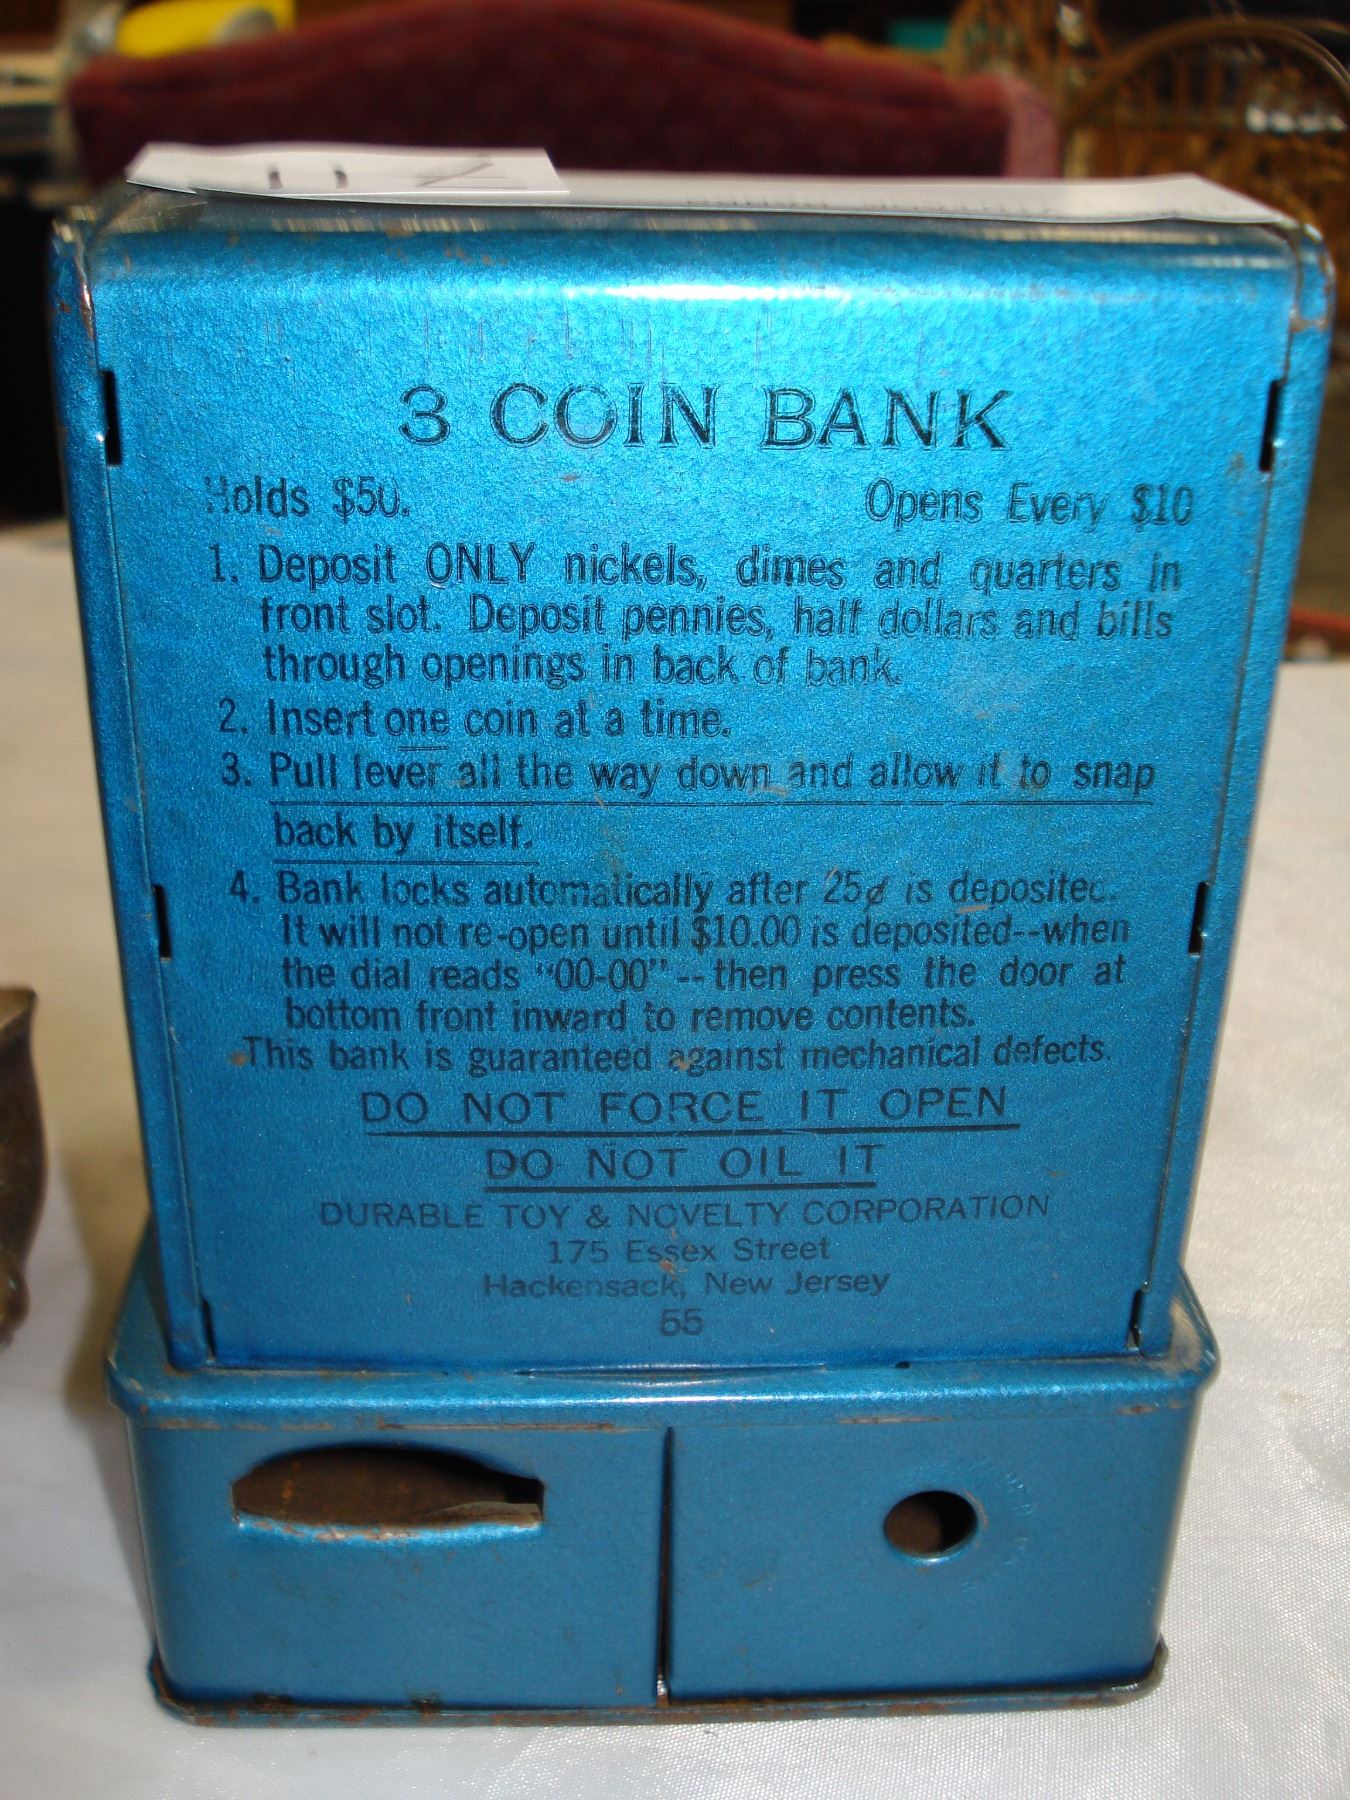 3 COIN BANK
Holds $50. Opens Every $10
1. Deposit ONLY nickels, dimes and quarters in
front slot. Deposit pennies, half dollars and bills
through openings in back of bank.
2. Insert one coin at a time.
3. Pull lever all the way down and allow it to snap
back by itself.
4. Bank locks automatically after 25¢ is deposited.
It will not re-open until $10.00 is deposited--when
the dial reads "00-00"--then press the door at
bottom front inward to remove contents.
This bank is guaranteed against mechanical defects.
DO NOT FORCE IT OPEN
DO NOT OIL IT
DURABLE TOY & NOVELTY CORPORATION
175 Essex Street
Hackensack, New Jersey
55